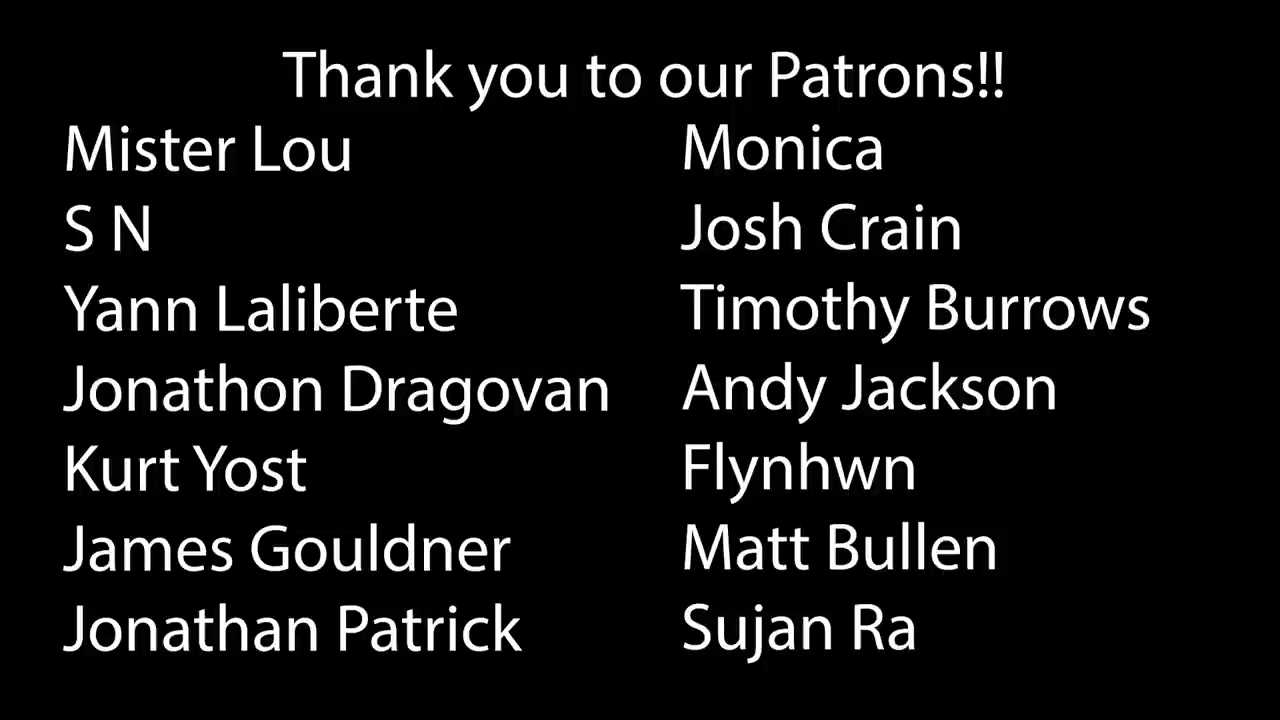 Thank you to our Patrons!!
Mister Lou
S N
Yann Laliberte
Jonathon Dragovan
Kurt Yost
James Gouldner
Jonathan Patrick
Monica
Josh Crain
Timothy Burrows
Andy Jackson
Flynhwn
Matt Bullen
Sujan Ra